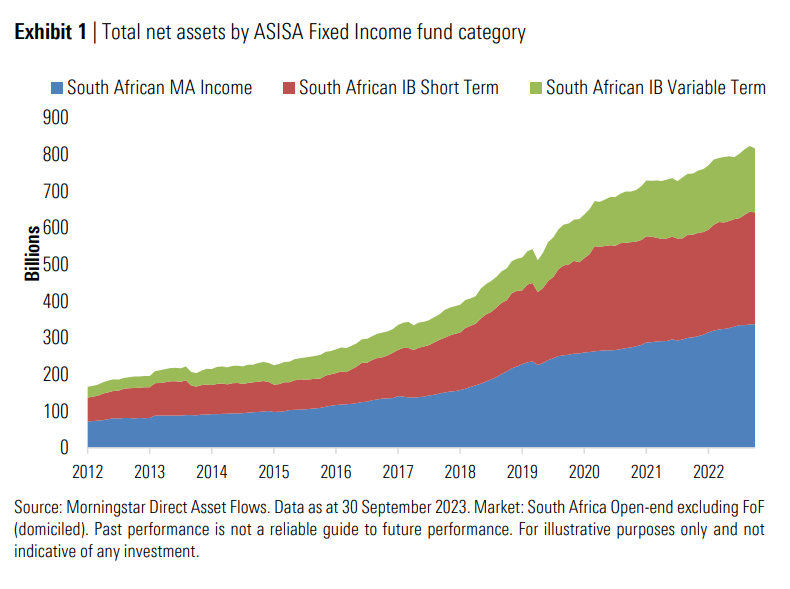 Exhibit 1 | Total net assets by ASISA Fixed Income fund category
South African MA Income South African IB Short Term South African IB Variable Term
900
800
700
600
500
400
300
200
100
0
Billions
2012 2013 2014 2015 2016 2017 2018 2019 2020 2021 2022
Source: Morningstar Direct Asset Flows. Data as at 30 September 2023. Market: South Africa Open-end excluding FoF
(domiciled). Past performance is not a reliable guide to future performance. For illustrative purposes only and not
indicative of any investment.